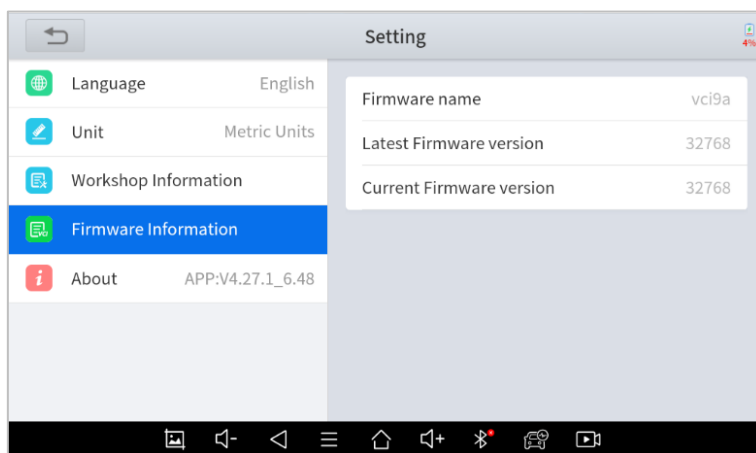 Setting
4%
Language English
Unit Metric Units
Workshop Information
Firmware Information
About APP:V4.27.1_6.48
Firmware name vci9a
Latest Firmware version 32768
Current Firmware version 32768